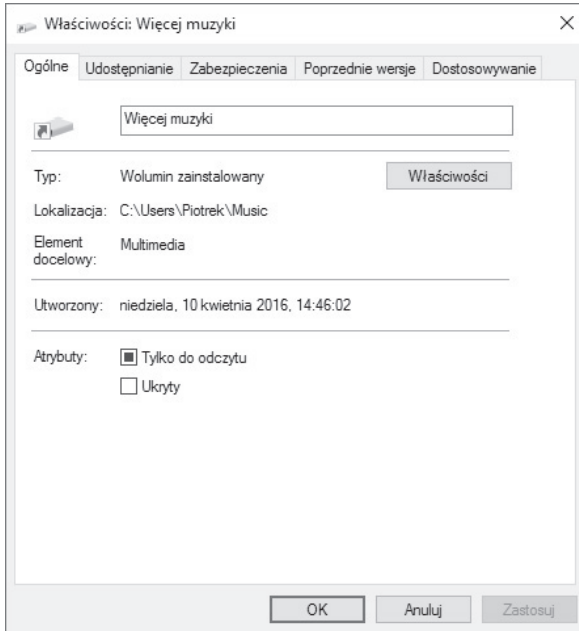 Właściwości: Więcej muzyki
Ogólne Udostępnianie Zabezpieczenia Poprzednie wersje Dostosowywanie
Więcej muzyki
Typ: Wolumin zainstalowany Właściwości
Lokalizacja: C:\Users\Piotrek\Music
Element docelowy: Multimedia
Utworzony: niedziela, 10 kwietnia 2016, 14:46:02
Atrybuty: Tylko do odczytu
Ukryty
OK Anuluj Zastosuj